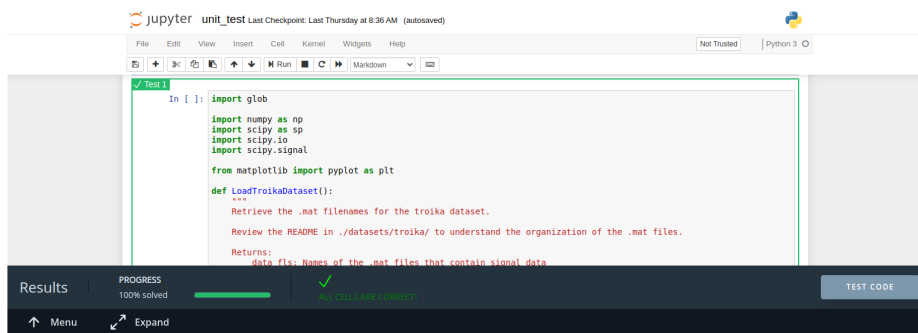 jupyter unit_test Last Checkpoint: Last Thursday at 8:36 AM (autosaved)
File Edit View Insert Cell Kernel Widgets Help Not Trusted Python 3
Run Markdown
Test 1
In [ ]: import glob
import numpy as np
import scipy as sp
import scipy.io
import scipy.signal
from matplotlib import pyplot as plt
def LoadTroikaDataset():
"""
Retrieve the .mat filenames for the troika dataset.
Review the README in ./datasets/troika/ to understand the organization of the .mat files.
Returns:
data_fls: Names of the .mat files that contain signal data
Results PROGRESS
100% solved
ALL CELLS ARE CORRECT!
TEST CODE
Menu Expand